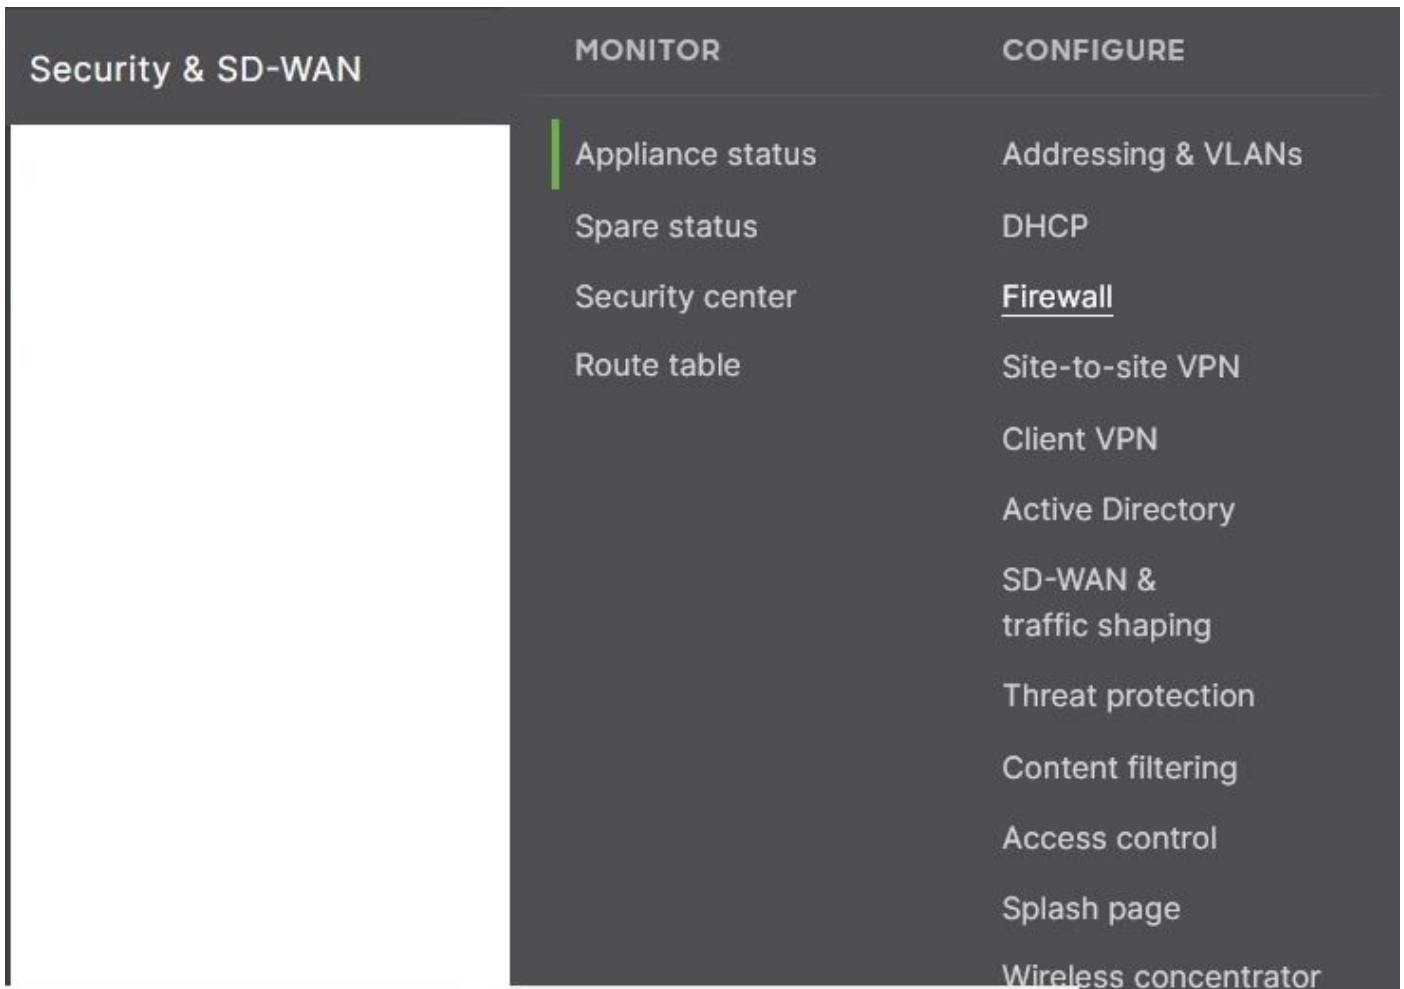 Security & SD-WAN
MONITOR
Appliance status
Spare status
Security center
Route table
CONFIGURE
Addressing & VLANs
DHCP
Firewall
Site-to-site VPN
Client VPN
Active Directory
SD-WAN &
traffic shaping
Threat protection
Content filtering
Access control
Splash page
Wireless concentrator